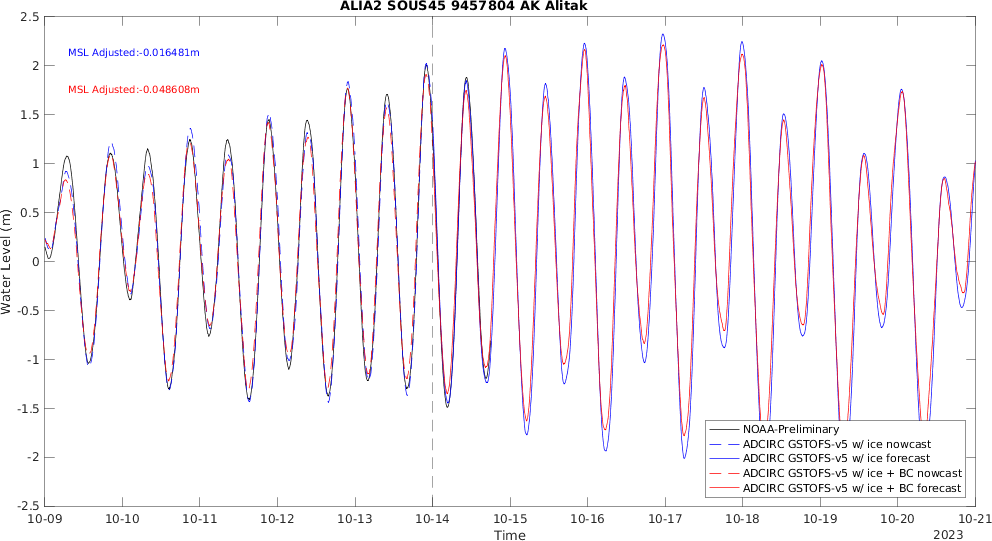 ALIA2 SOUS45 9457804 AK Alitak
MSL Adjusted:-0.016481m
MSL Adjusted:-0.048608m
Water Level (m)
2.5
2
1.5
1
0.5
0
-0.5
-1
-1.5
-2
-2.5
NOAA-Preliminary
ADCIRC GSTOFS-v5 w/ ice nowcast
ADCIRC GSTOFS-v5 w/ ice forecast
ADCIRC GSTOFS-v5 w/ ice + BC nowcast
ADCIRC GSTOFS-v5 w/ ice + BC forecast
10-09 10-10 10-11 10-12 10-13 10-14 10-15 10-16 10-17 10-18 10-19 10-20 10-21
Time
2023